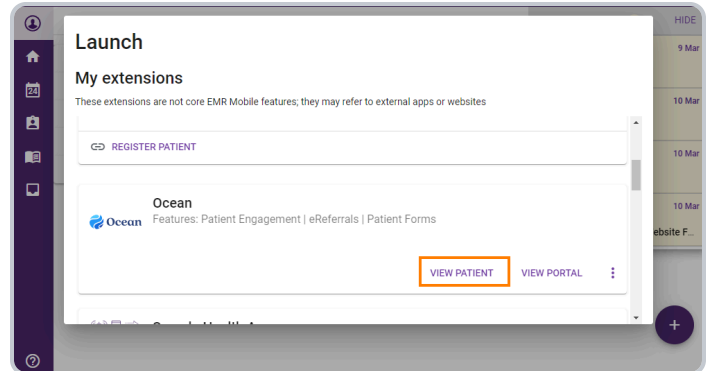 HIDE
Launch
9 Mar
My extensions
24
These extensions are not core EMR Mobile features; they may refer to external apps or websites
10 Mar
REGISTER PATIENT
10 Mar
Ocean
10 Mar
Ocean
Features: Patient Engagement | eReferrals | Patient Forms
ebsite F...
VIEW PATIENT
VIEW PORTAL
+
?